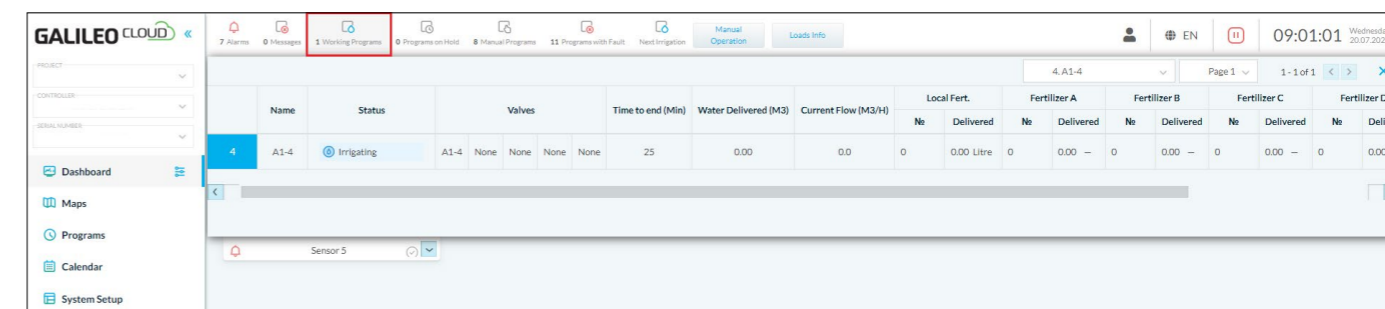 GALILEO CLOUD «
7 Alarms 0 Messages 1 Working Programs 0 Programs on Hold 8 Manual Programs 11 Programs with Fault Next Irrigation
Manual Operation
Loads Info
EN
09:01:01
PROJECT
CONTROLLER
SERIAL NUMBER
4. A1-4 Page 1 1 - 1 of 1 < >
Name Status Valves Time to end (Min) Water Delivered (M3) Current Flow (M3/H) Local Fert. Fertilizer A Fertilizer B Fertilizer C Fertilizer D
№ Delivered № Delivered № Delivered № Delivered №
4 A1-4 Irrigating A1-4 None None None None 25 0.00 0.0 0 0.00 Litre 0 0.00 – 0 0.00 – 0 0.00 – 0
Dashboard
Maps
Programs
Calendar
System Setup
Sensor 5